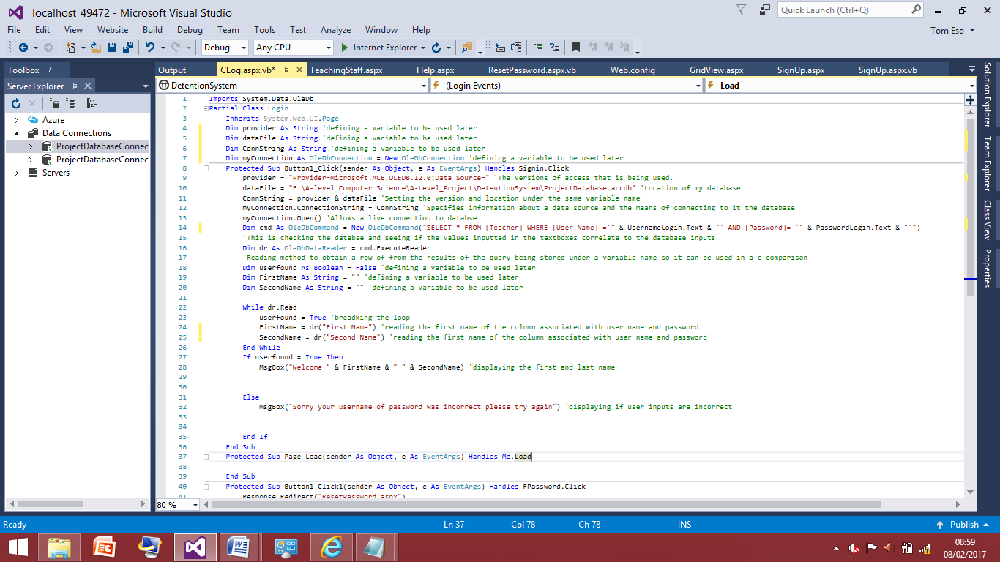 localhost_49472 - Microsoft Visual Studio
Quick Launch (Ctrl+Q)
File Edit View Website Build Debug Team Tools Test Analyze Window Help
Tom Eso
Debug Any CPU Internet Explorer
Toolbox
Output CLog.aspx.vb* TeachingStaff.aspx Help.aspx ResetPassword.aspx.vb Web.config GridView.aspx SignUp.aspx SignUp.aspx.vb
Server Explorer
DetentionSystem (Login Events) Load
Azure
Data Connections
ProjectDatabaseConnec
ProjectDatabaseConnec
Servers
1 Imports System.Data.OleDb
2 Partial Class Login
3 Inherits System.Web.UI.Page
4 Dim provider As String 'defining a variable to be used later
5 Dim dataFile As String 'defining a variable to be used later
6 Dim ConnString As String 'defining a variable to be used later
7 Dim myConnection As OleDbConnection = New OleDbConnection 'defining a variable to be used later
8 Protected Sub Button1_Click(sender As Object, e As EventArgs) Handles Signin.Click
9 provider = "Provider=Microsoft.ACE.OLEDB.12.0;Data Source=" 'The versions of access that is being used.
10 dataFile = "E:\A-level Computer Science\A-Level_Project\DetentionSystem\ProjectDatabase.accdb" 'Location of my database
11 ConnString = provider & dataFile 'Setting the version and location under the same variable name
12 myConnection.ConnectionString = ConnString 'Specifies information about a data source and the means of connecting to it the database
13 myConnection.Open() 'Allows a live connection to databse
14 Dim cmd As OleDbCommand = New OleDbCommand("SELECT * FROM [Teacher] WHERE [User Name] ='" & UsernameLogin.Text & "' AND [Password]= '" & PasswordLogin.Text & "'")
15 'This is checking the databse and seeing if the values inputted in the textboxes correlate to the database inputs
16 Dim dr As OleDbDataReader = cmd.ExecuteReader
17 'Reading method to obtain a row of from the results of the query being stored under a variable name so it can be used in a c comparison
18 Dim userfound As Boolean = False 'defining a variable to be used later
19 Dim FirstName As String = "" 'defining a variable to be used later
20 Dim SecondName As String = "" 'defining a variable to be used later
21
22 While dr.Read
23 userfound = True 'breadking the loop
24 FirstName = dr("First Name") 'reading the first name of the column associated with user name and password
25 SecondName = dr("Second Name") 'reading the first name of the column associated with user name and password
26 End While
27 If userfound = True Then
28 MsgBox("Welcome " & FirstName & " " & SecondName) 'displaying the first and last name
29
30
31 Else
32 MsgBox("Sorry your username of password was incorrect please try again") 'displaying if user inputs are incorrect
33
34
35 End If
36 End Sub
37 Protected Sub Page_Load(sender As Object, e As EventArgs) Handles Me.Load
38
39 End Sub
40 Protected Sub Button1_Click1(sender As Object, e As EventArgs) Handles FPassword.Click
41 Response.Redirect("ResetPassword.aspx")
80 %
Solution Explorer
Team Explorer
Class View
Properties
Ready Ln 37 Col 78 Ch 78 INS Publish
08:59
08/02/2017